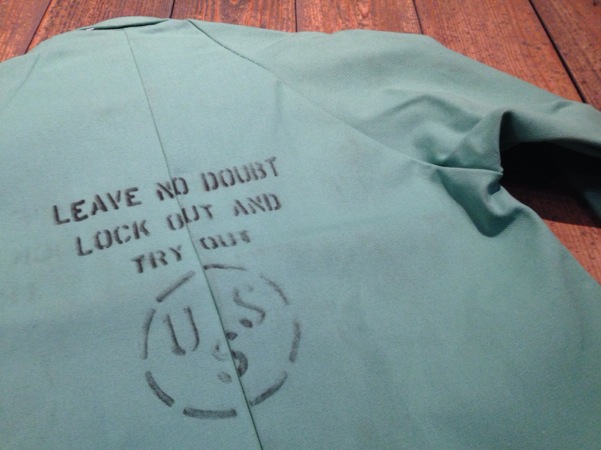 LEAVE NO DOUBT
LOCK OUT AND
TRY OUT
U.S.
S